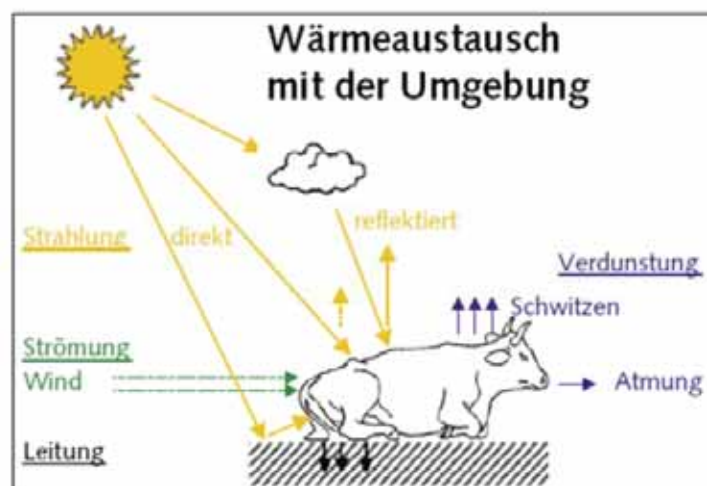 Wärmeaustausch
mit der Umgebung
Strahlung
direkt
reflektiert
Verdunstung
Schwitzen
Strömung
Wind
Atmung
Leitung